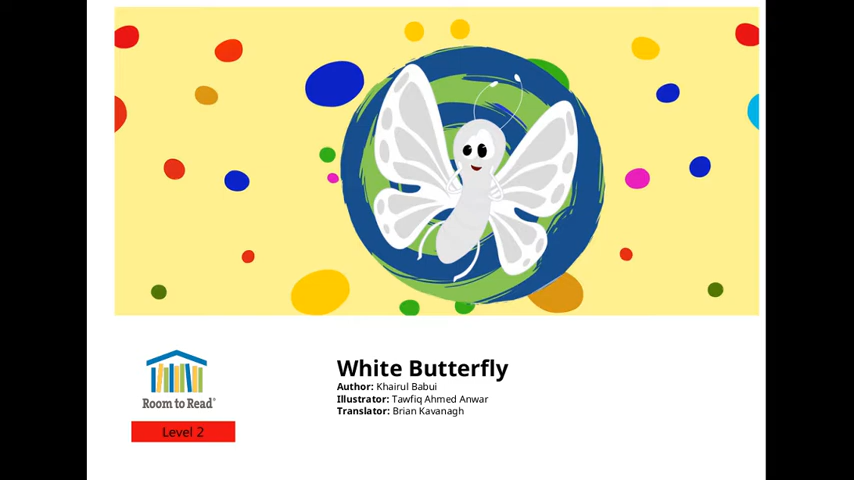 White Butterfly
Author: Khairul Babui
Illustrator: Tawfiq Ahmed Anwar
Translator: Brian Kavanagh
Room to Read®
Level 2